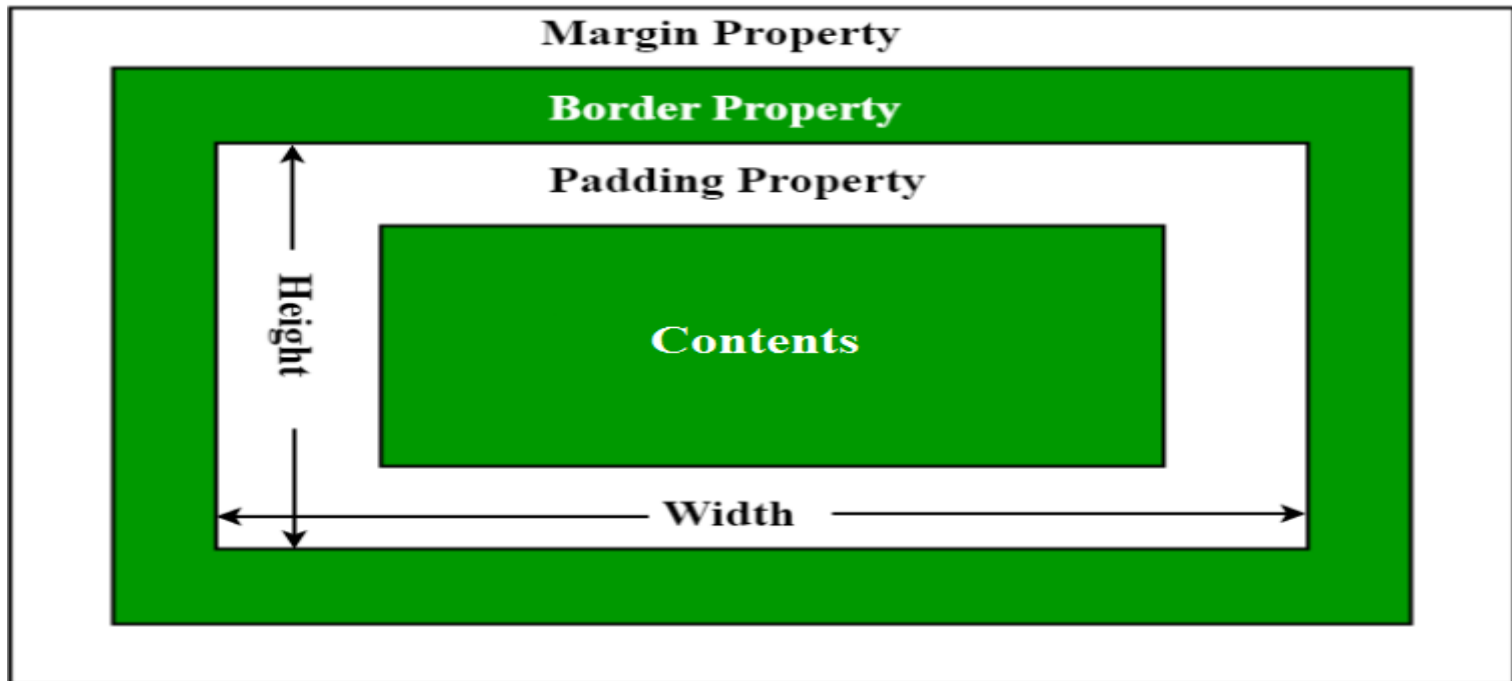 Margin Property
Border Property
Padding Property
Height
Contents
Width